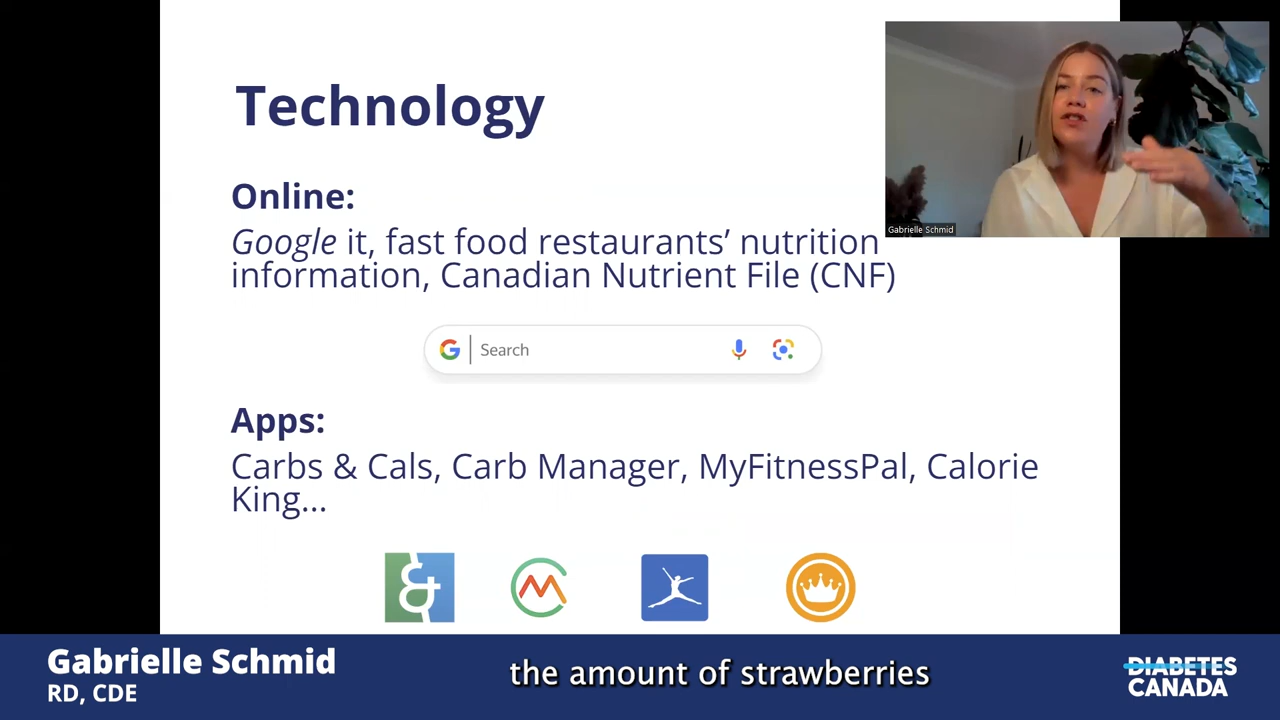 Technology
Online:
Google it, fast food restaurants’ nutrition
information, Canadian Nutrient File (CNF)
G Search
Apps:
Carbs & Cals, Carb Manager, MyFitnessPal, Calorie
King...
&
Gabrielle Schmid
Gabrielle Schmid
RD, CDE
the amount of strawberries
DIABETES
CANADA